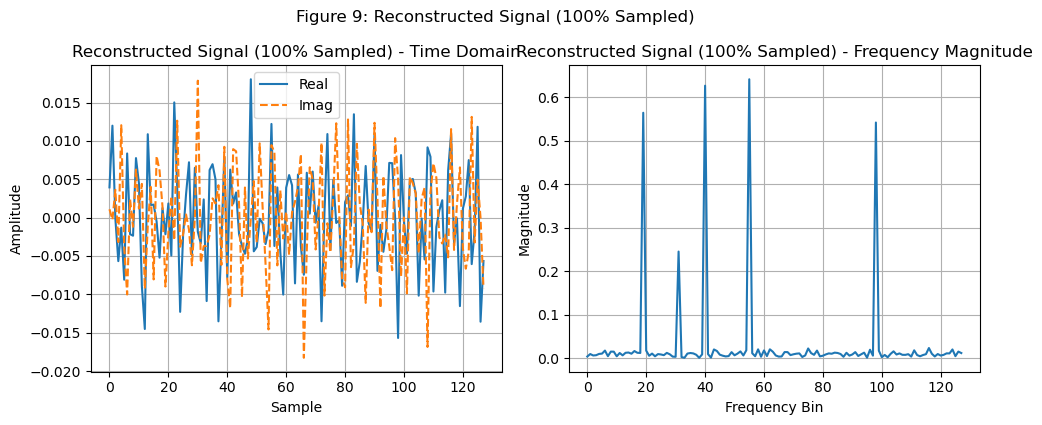 Figure 9: Reconstructed Signal (100% Sampled)
Reconstructed Signal (100% Sampled) - Time Domain
Reconstructed Signal (100% Sampled) - Frequency Magnitude
Real
Imag
0.015
0.010
0.005
0.000
−0.005
−0.010
−0.015
−0.020
Amplitude
0 20 40 60 80 100 120
Sample
0.6
0.5
0.4
0.3
0.2
0.1
0.0
Magnitude
0 20 40 60 80 100 120
Frequency Bin